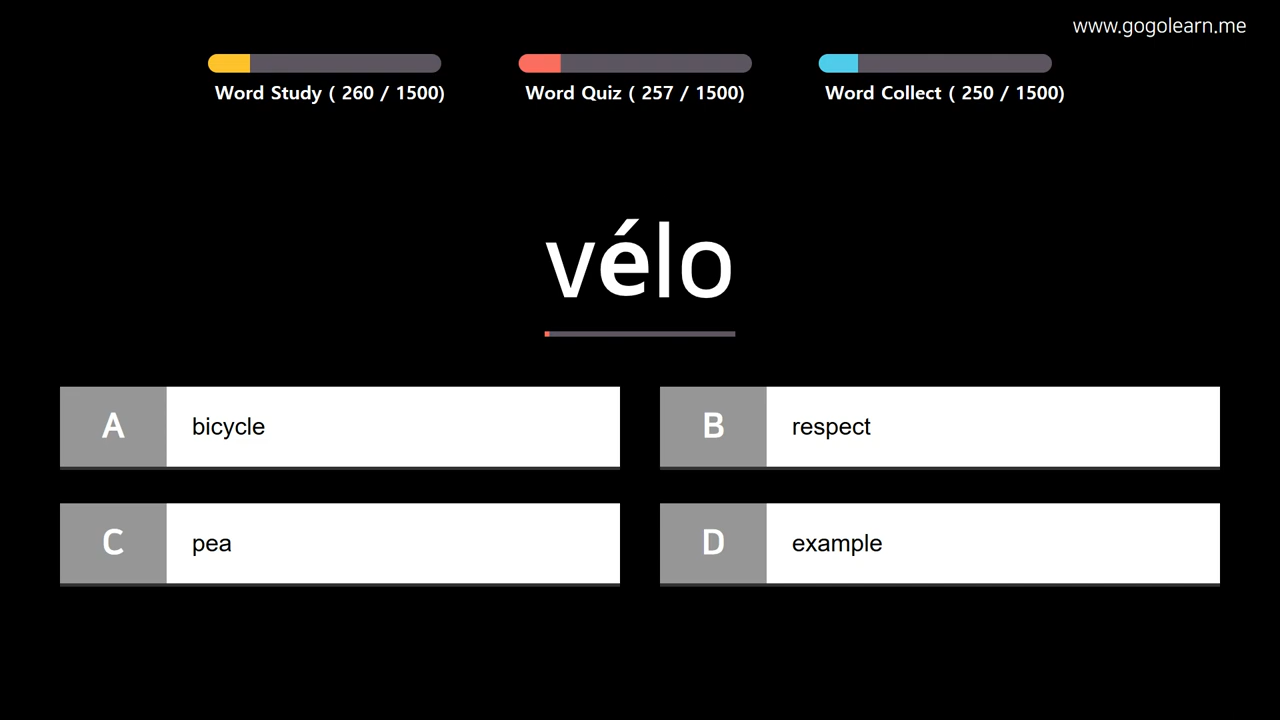 www.gogolearn.me
Word Study ( 260 / 1500)
Word Quiz ( 257 / 1500)
Word Collect ( 250 / 1500)
vélo
A bicycle
B respect
C pea
D example